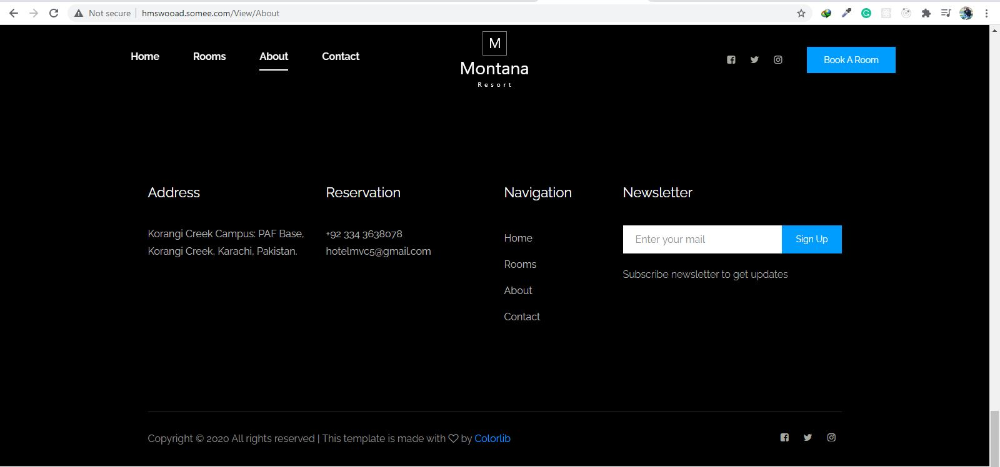 Not secure | hmswooad.somee.com/View/About
Home Rooms About Contact
M
Montana
Resort
Book A Room
Address
Korangi Creek Campus: PAF Base,
Korangi Creek, Karachi, Pakistan.
Reservation
+92 334 3638078
hotelmvc5@gmail.com
Navigation
Home
Rooms
About
Contact
Newsletter
Enter your mail
Sign Up
Subscribe newsletter to get updates
Copyright © 2020 All rights reserved | This template is made with ♡ by Colorlib